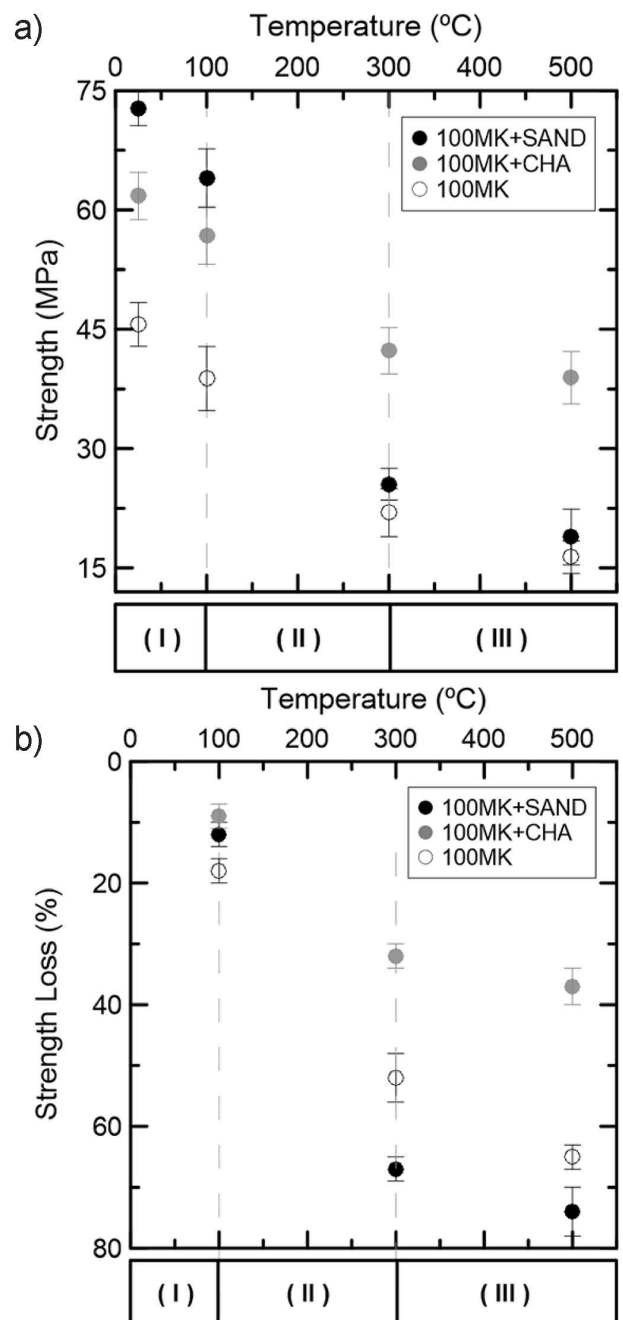 a)
Temperature (ºC)
0 100 200 300 400 500
75
60
45
30
15
Strength (MPa)
100MK+SAND
100MK+CHA
100MK
( I ) ( II ) ( III )
b)
Temperature (ºC)
0 100 200 300 400 500
0
20
40
60
80
Strength Loss (%)
100MK+SAND
100MK+CHA
100MK
( I ) ( II ) ( III )